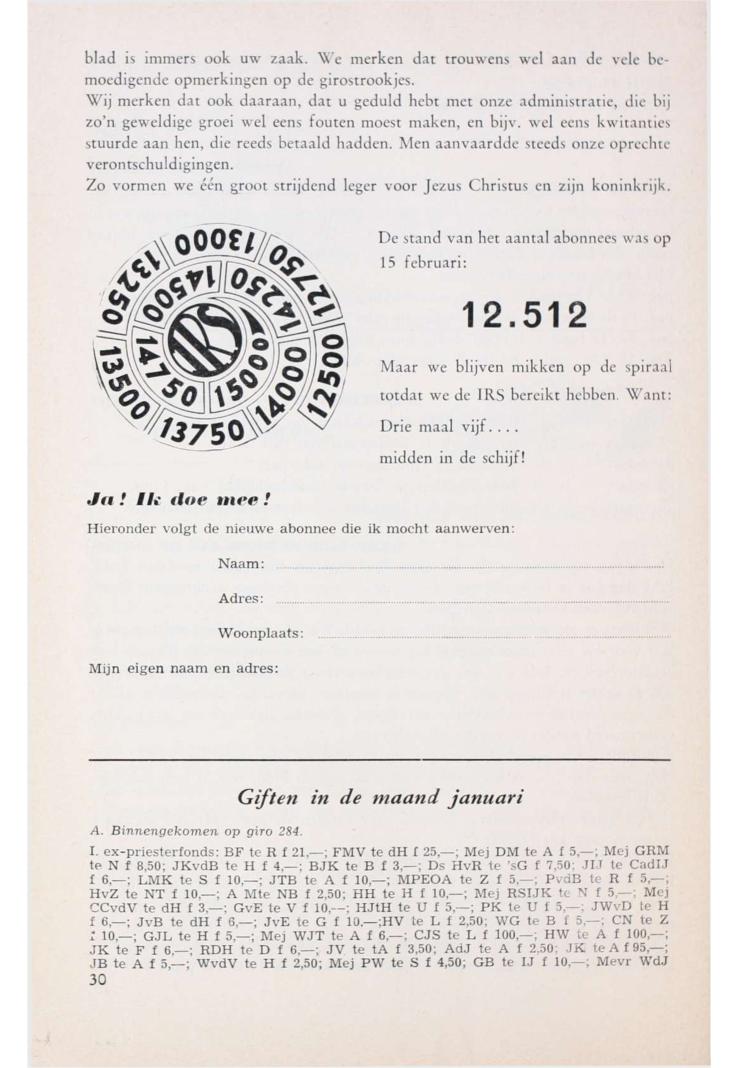 blad is immers ook uw zaak. We merken dat trouwens wel aan de vele be-
moedigende opmerkingen op de girostrookjes.
Wij merken dat ook daaraan, dat u geduld hebt met onze administratie, die bij
zo'n geweldige groei wel eens fouten moest maken, en bijv. wel eens kwitanties
stuurde aan hen, die reeds betaald hadden. Men aanvaardde steeds onze oprechte
verontschuldigingen.
Zo vormen we één groot strijdend leger voor Jezus Christus en zijn koninkrijk.
12500
12750
13000
13250
13500
13750
14000
14250
14500
14750
15000
IRS
De stand van het aantal abonnees was op
15 februari:
12.512
Maar we blijven mikken op de spiraal
totdat we de IRS bereikt hebben. Want:
Drie maal vijf....
midden in de schijf!
Ja! Ik doe mee!
Hieronder volgt de nieuwe abonnee die ik mocht aanwerven:
Naam:
Adres:
Woonplaats:
Mijn eigen naam en adres:
Giften in de maand januari
A. Binnengekomen op giro 284.
I. ex-priesterfonds: BF te R f 21,—; FMV te dH f 25,—; Mej DM te A f 5,—; Mej GRM
te N f 8,50; JKvdB te H f 4,—; BJK te B f 3,—; Ds HvR te 'sG f 7,50; JIJ te CadIJ
f 6,—; LMK te S f 10,—; JTB te A f 10,—; MPEOA te Z f 5,—; PvdB te R f 5,—;
HvZ te NT f 10,—; A Mte NB f 2,50; HH te H f 10,—; Mej RSIJK te N f 5,—; Mej
CCvdV te dH f 3,—; GvE te V f 10,—; HJtH te U f 5,—; PK te U f 5,—; JWvD te H
f 6,—; JvB te dH f 6,—; JvE te G f 10,—;HV te L f 2,50; WG te B f 5,—; CN te Z
f 10,—; GJL te H f 5,—; Mej WJT te A f 6,—; CJS te L f 100,—; HW te A f 100,—;
JK te F f 6,—; RDH te D f 6,—; JV te tA f 3,50; AdJ te A f 2,50; JK te A f 95,—;
JB te A f 5,—; WvdV te H f 2,50; Mej PW te S f 4,50; GB te IJ f 10,—; Mevr WdJ
30